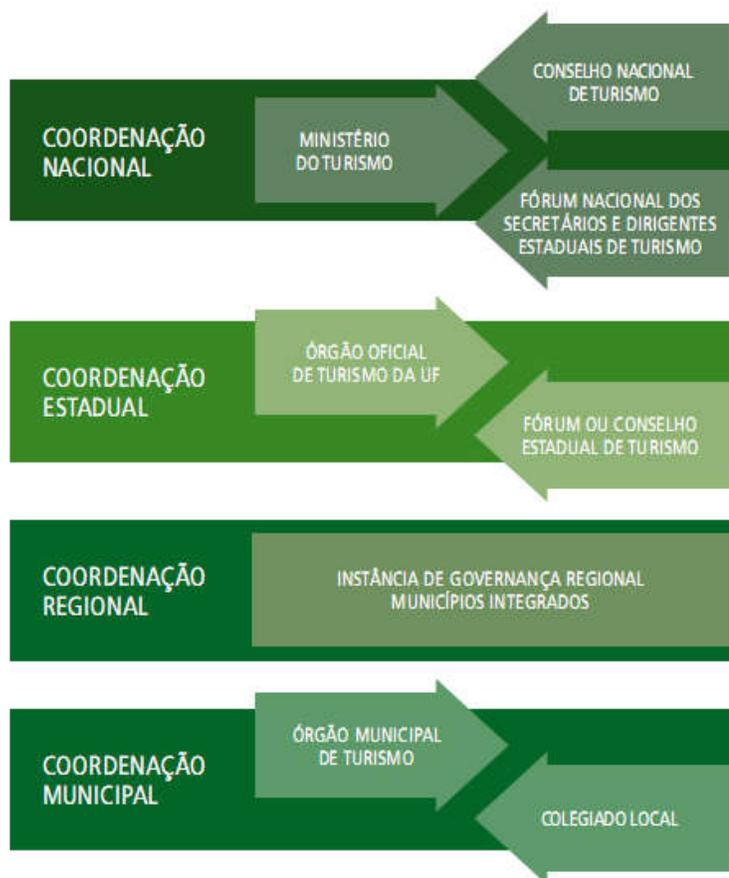 COORDENAÇÃO
NACIONAL
MINISTÉRIO
DO TURISMO
CONSELHO NACIONAL
DE TURISMO
FÓRUM NACIONAL DOS
SECRETÁRIOS E DIRIGENTES
ESTADUAIS DE TURISMO
COORDENAÇÃO
ESTADUAL
ÓRGÃO OFICIAL
DE TURISMO DA UF
FÓRUM OU CONSELHO
ESTADUAL DE TURISMO
COORDENAÇÃO
REGIONAL
INSTÂNCIA DE GOVERNANÇA REGIONAL
MUNICÍPIOS INTEGRADOS
COORDENAÇÃO
MUNICIPAL
ÓRGÃO MUNICIPAL
DE TURISMO
COLEGIADO LOCAL